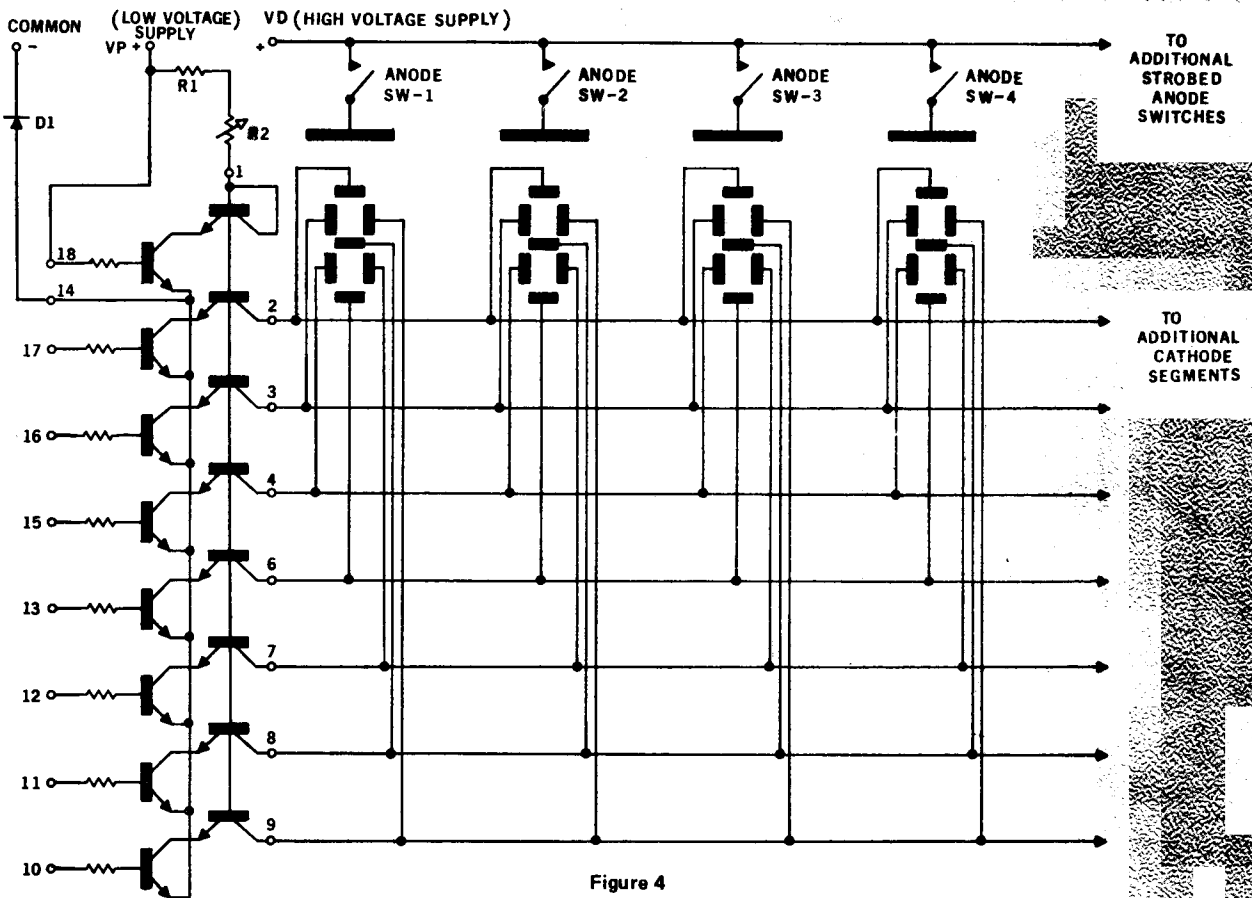 COMMON
-
(LOW VOLTAGE)
SUPPLY
VP +
VD (HIGH VOLTAGE SUPPLY)
+
R1
R2
D1
ANODE
SW-1
ANODE
SW-2
ANODE
SW-3
ANODE
SW-4
TO
ADDITIONAL
STROBED
ANODE
SWITCHES
1
18
14
2
17
3
16
4
15
6
13
7
12
8
11
9
10
TO
ADDITIONAL
CATHODE
SEGMENTS
Figure 4